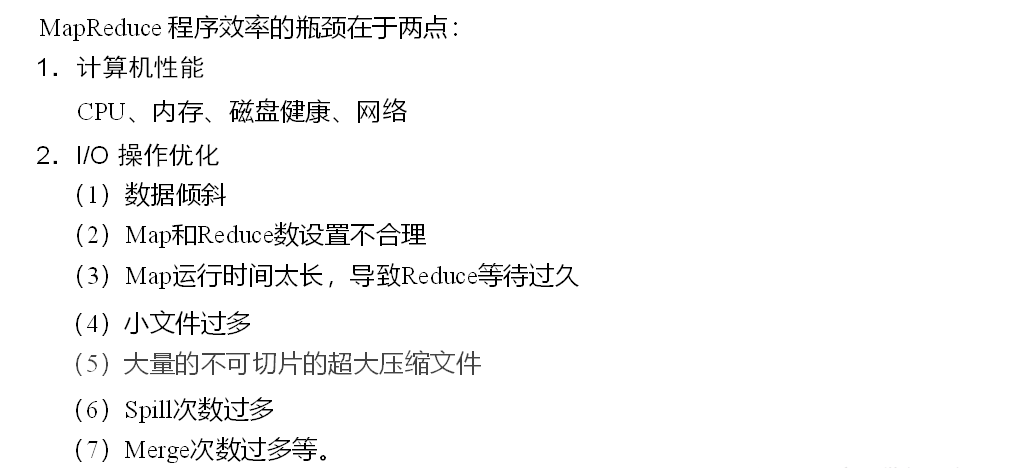 MapReduce 程序效率的瓶颈在于两点：
1．计算机性能
CPU、内存、磁盘健康、网络
2．I/O 操作优化
（1）数据倾斜
（2）Map和Reduce数设置不合理
（3）Map运行时间太长，导致Reduce等待过久
（4）小文件过多
（5）大量的不可切片的超大压缩文件
（6）Spill次数过多
（7）Merge次数过多等。